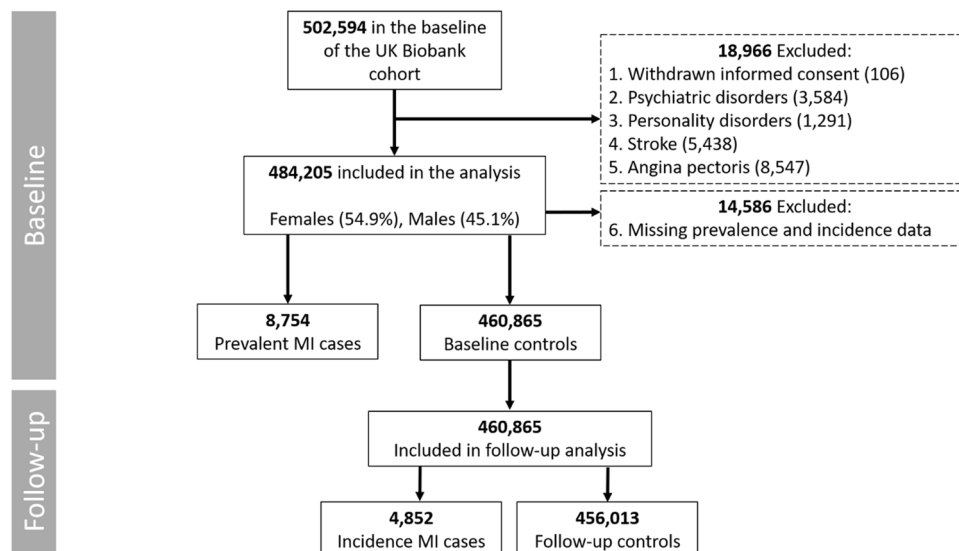 Baseline
502,594 in the baseline
of the UK Biobank
cohort
18,966 Excluded:
1. Withdrawn informed consent (106)
2. Psychiatric disorders (3,584)
3. Personality disorders (1,291)
4. Stroke (5,438)
5. Angina pectoris (8,547)
484,205 included in the analysis
Females (54.9%), Males (45.1%)
14,586 Excluded:
6. Missing prevalence and incidence data
8,754
Prevalent MI cases
460,865
Baseline controls
Follow-up
460,865
Included in follow-up analysis
4,852
Incidence MI cases
456,013
Follow-up controls